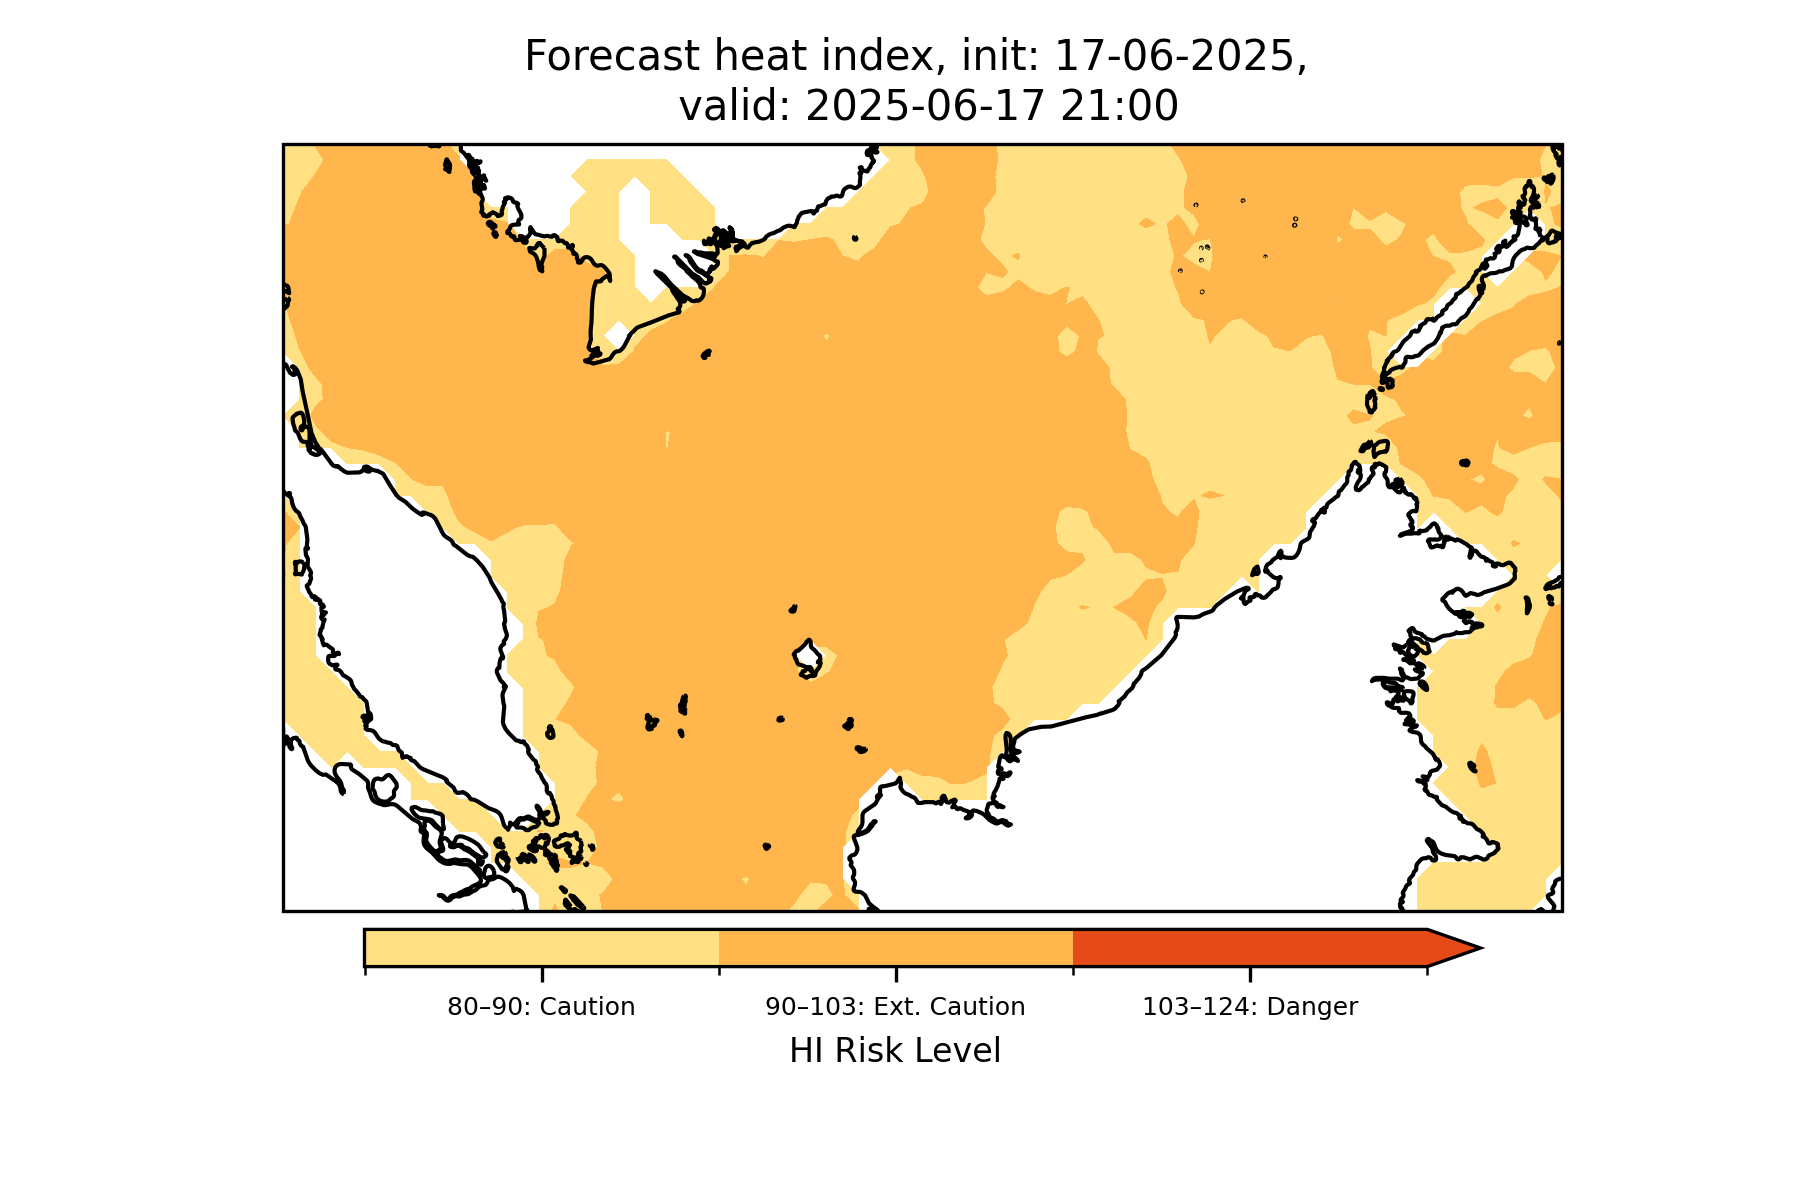 Forecast heat index, init: 17-06-2025,
valid: 2025-06-17 21:00
80–90: Caution
90–103: Ext. Caution
103–124: Danger
HI Risk Level